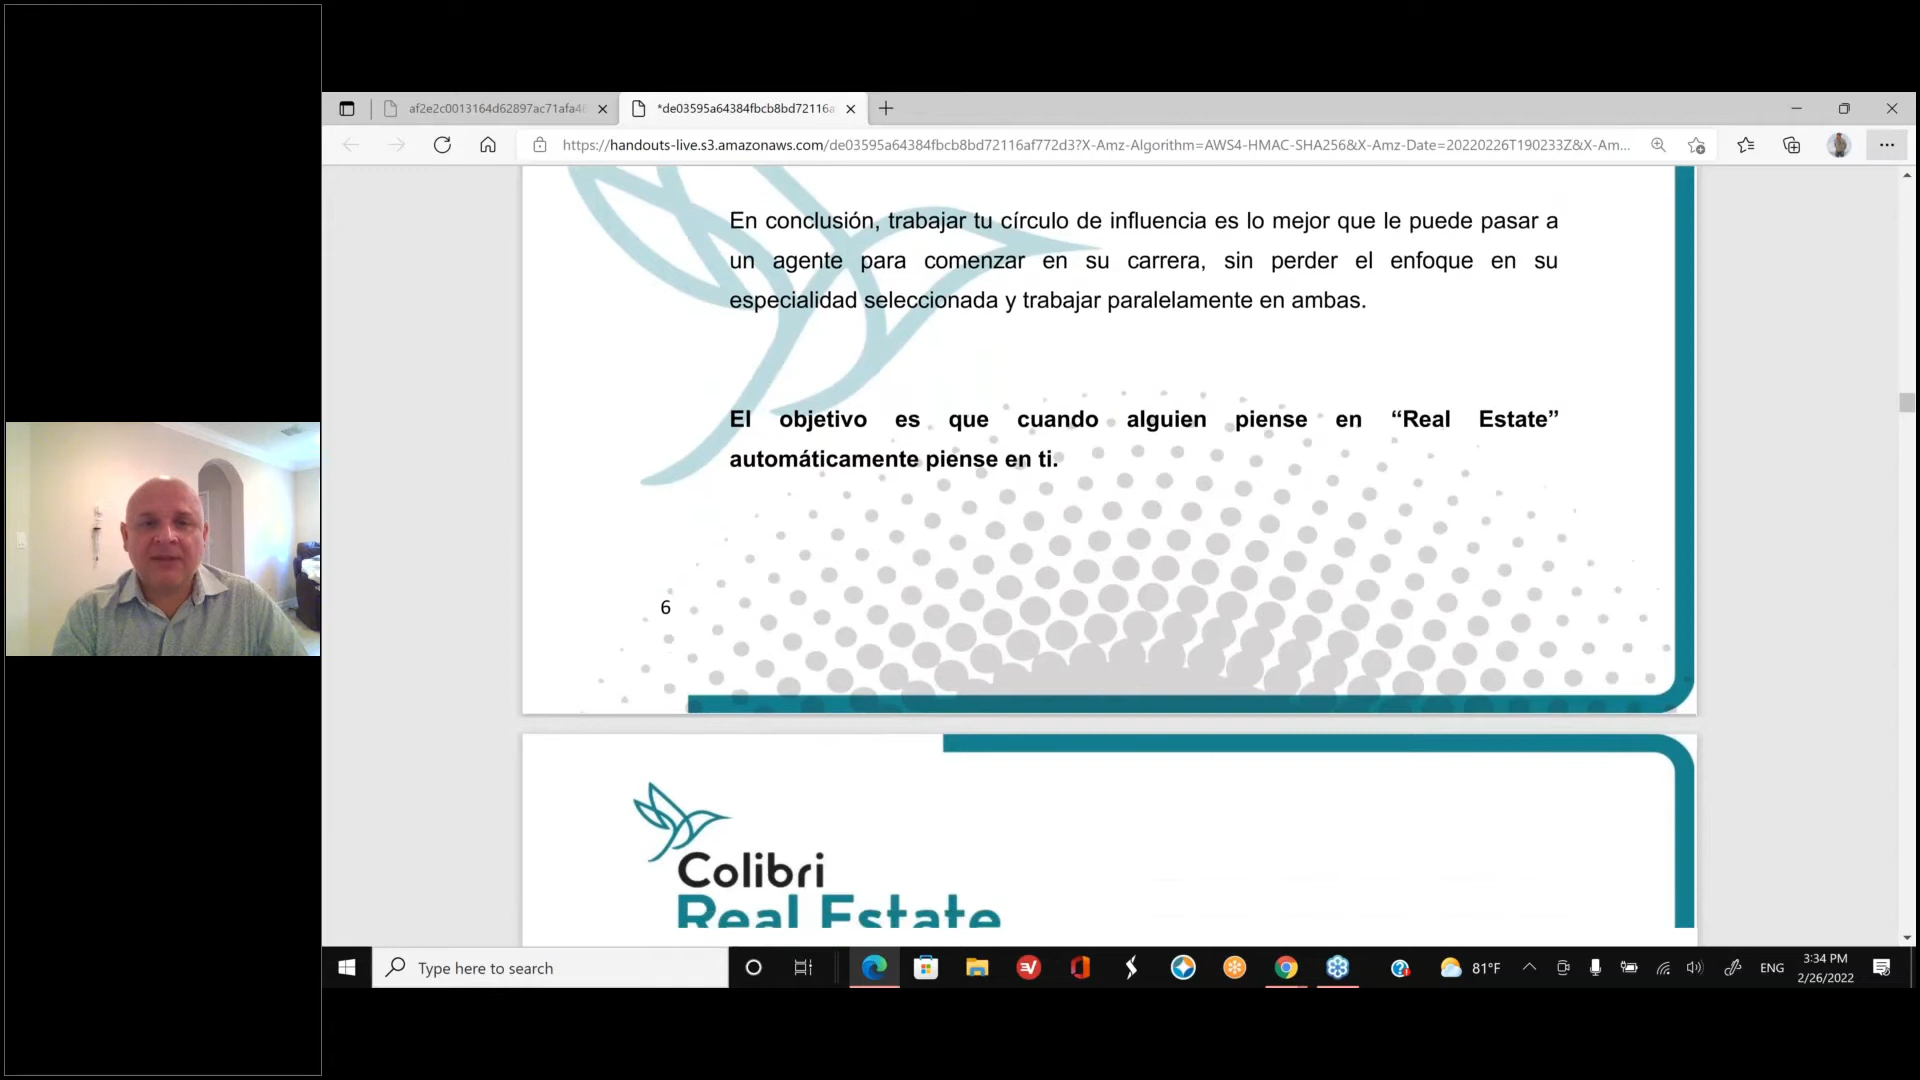 af2e2c0013164d62897ac71afa4
*de03595a64384fbcb8bd72116a
https://handouts-live.s3.amazonaws.com/de03595a64384fbcb8bd72116af772d3?X-Amz-Algorithm=AWS4-HMAC-SHA256&X-Amz-Date=20220226T190233Z&X-Am...
En conclusión, trabajar tu círculo de influencia es lo mejor que le puede pasar a
un agente para comenzar en su carrera, sin perder el enfoque en su
especialidad seleccionada y trabajar paralelamente en ambas.
El objetivo es que cuando alguien piense en “Real Estate”
automáticamente piense en ti.
6
Colibri
Real Estate
Type here to search
81°F
ENG
3:34 PM
2/26/2022